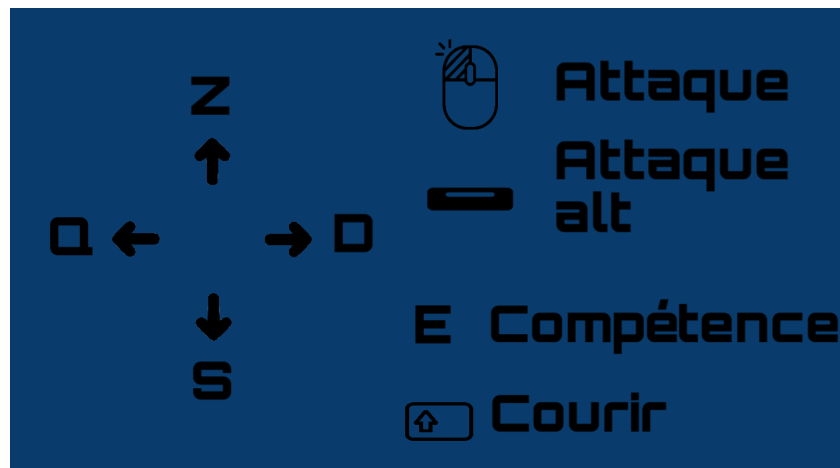 Z
Q
D
S
Attaque
Attaque
alt
E Compétence
Courir